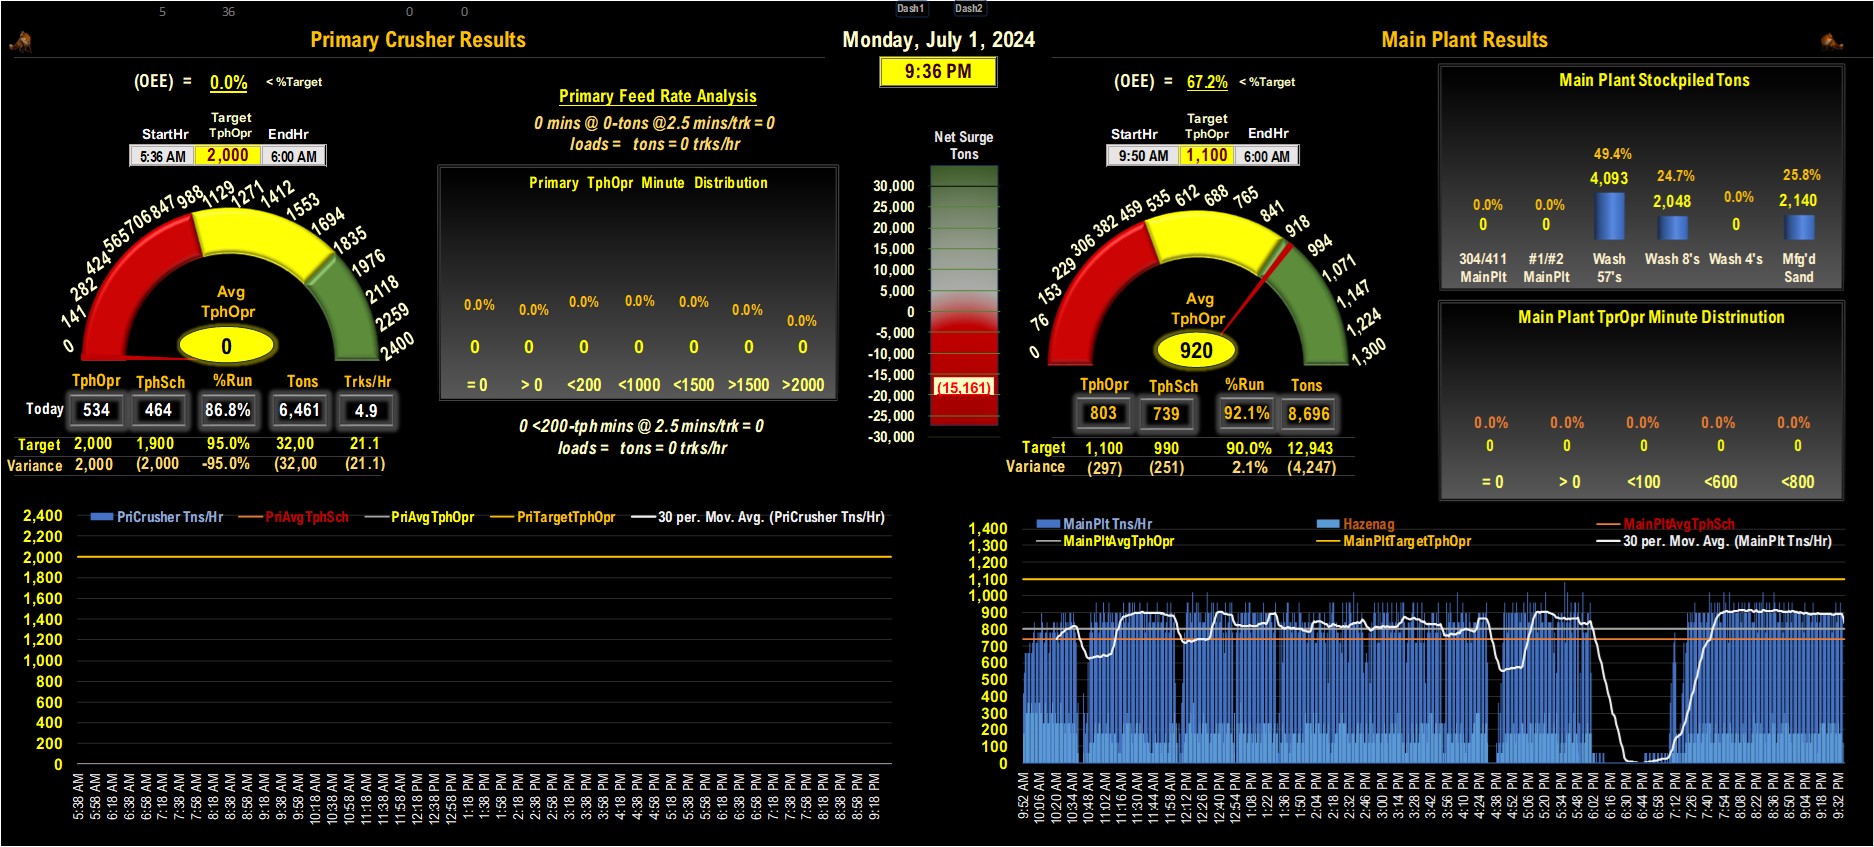 5 36 0 0
Dash1 Dash2
Primary Crusher Results
Monday, July 1, 2024
9:36 PM
Main Plant Results
(OEE) = 0.0% < %Target
Target
StartHr TphOpr EndHr
5:36 AM 2,000 6:00 AM
0 141 282 424 565 706 847 988 1129 1271 1412 1553 1694 1835 1976 2118 2259 2400
Avg
TphOpr
0
TphOpr TphSch %Run Tons Trks/Hr
Today 534 464 86.8% 6,461 4.9
Target 2,000 1,900 95.0% 32,00 21.1
Variance 2,000 (2,000 -95.0% (32,00 (21.1)
Primary Feed Rate Analysis
0 mins @ 0-tons @2.5 mins/trk = 0
loads = tons = 0 trks/hr
Primary TphOpr Minute Distribution
0.0% 0.0% 0.0% 0.0% 0.0% 0.0% 0.0%
0 0 0 0 0 0 0
= 0 > 0 <200 <1000 <1500 >1500 >2000
0 <200-tph mins @ 2.5 mins/trk = 0
loads = tons = 0 trks/hr
Net Surge
Tons
30,000
25,000
20,000
15,000
10,000
5,000
0
-5,000
-10,000
-15,000
(15,161)
-20,000
-25,000
-30,000
(OEE) = 67.2% < %Target
Target
StartHr TphOpr EndHr
9:50 AM 1,100 6:00 AM
0 76 153 229 306 382 459 535 612 688 765 841 918 994 1,071 1,147 1,224 1,300
Avg
TphOpr
920
TphOpr TphSch %Run Tons
803 739 92.1% 8,696
Target 1,100 990 90.0% 12,943
Variance (297) (251) 2.1% (4,247)
Main Plant Stockpiled Tons
0.0% 0.0% 49.4% 24.7% 0.0% 25.8%
0 0 4,093 2,048 0 2,140
304/411 #1/#2 Wash Wash 8's Wash 4's Mfg'd
MainPlt MainPlt 57's Sand
Main Plant TprOpr Minute Distrinution
0.0% 0.0% 0.0% 0.0% 0.0%
0 0 0 0 0
= 0 > 0 <100 <600 <800
PriCrusher Tns/Hr PriAvgTphSch PriAvgTphOpr PriTargetTphOpr 30 per. Mov. Avg. (PriCrusher Tns/Hr)
2,400
2,200
2,000
1,800
1,600
1,400
1,200
1,000
800
600
400
200
0
5:38 AM 5:58 AM 6:18 AM 6:38 AM 6:58 AM 7:18 AM 7:38 AM 7:58 AM 8:18 AM 8:38 AM 8:58 AM 9:18 AM 9:38 AM 9:58 AM 10:18 AM 10:38 AM 10:58 AM 11:18 AM 11:38 AM 11:58 AM 12:18 PM 12:38 PM 12:58 PM 1:18 PM 1:38 PM 1:58 PM 2:18 PM 2:38 PM 2:58 PM 3:18 PM 3:38 PM 3:58 PM 4:18 PM 4:38 PM 4:58 PM 5:18 PM 5:38 PM 5:58 PM 6:18 PM 6:38 PM 6:58 PM 7:18 PM 7:38 PM 7:58 PM 8:18 PM 8:38 PM 8:58 PM 9:18 PM
MainPlt Tns/Hr Hazenag MainPltAvgTphSch
MainPltAvgTphOpr MainPltTargetTphOpr 30 per. Mov. Avg. (MainPlt Tns/Hr)
1,400
1,300
1,200
1,100
1,000
900
800
700
600
500
400
300
200
100
0
9:52 AM 10:06 AM 10:20 AM 10:34 AM 10:48 AM 11:02 AM 11:16 AM 11:30 AM 11:44 AM 11:56 AM 12:12 PM 12:26 PM 12:40 PM 12:54 PM 1:08 PM 1:22 PM 1:36 PM 1:50 PM 2:04 PM 2:18 PM 2:32 PM 2:46 PM 3:00 PM 3:14 PM 3:28 PM 3:42 PM 3:56 PM 4:10 PM 4:24 PM 4:38 PM 4:52 PM 5:06 PM 5:20 PM 5:34 PM 5:48 PM 6:02 PM 6:16 PM 6:30 PM 6:44 PM 6:58 PM 7:12 PM 7:26 PM 7:40 PM 7:54 PM 8:08 PM 8:22 PM 8:36 PM 8:50 PM 9:04 PM 9:18 PM 9:32 PM